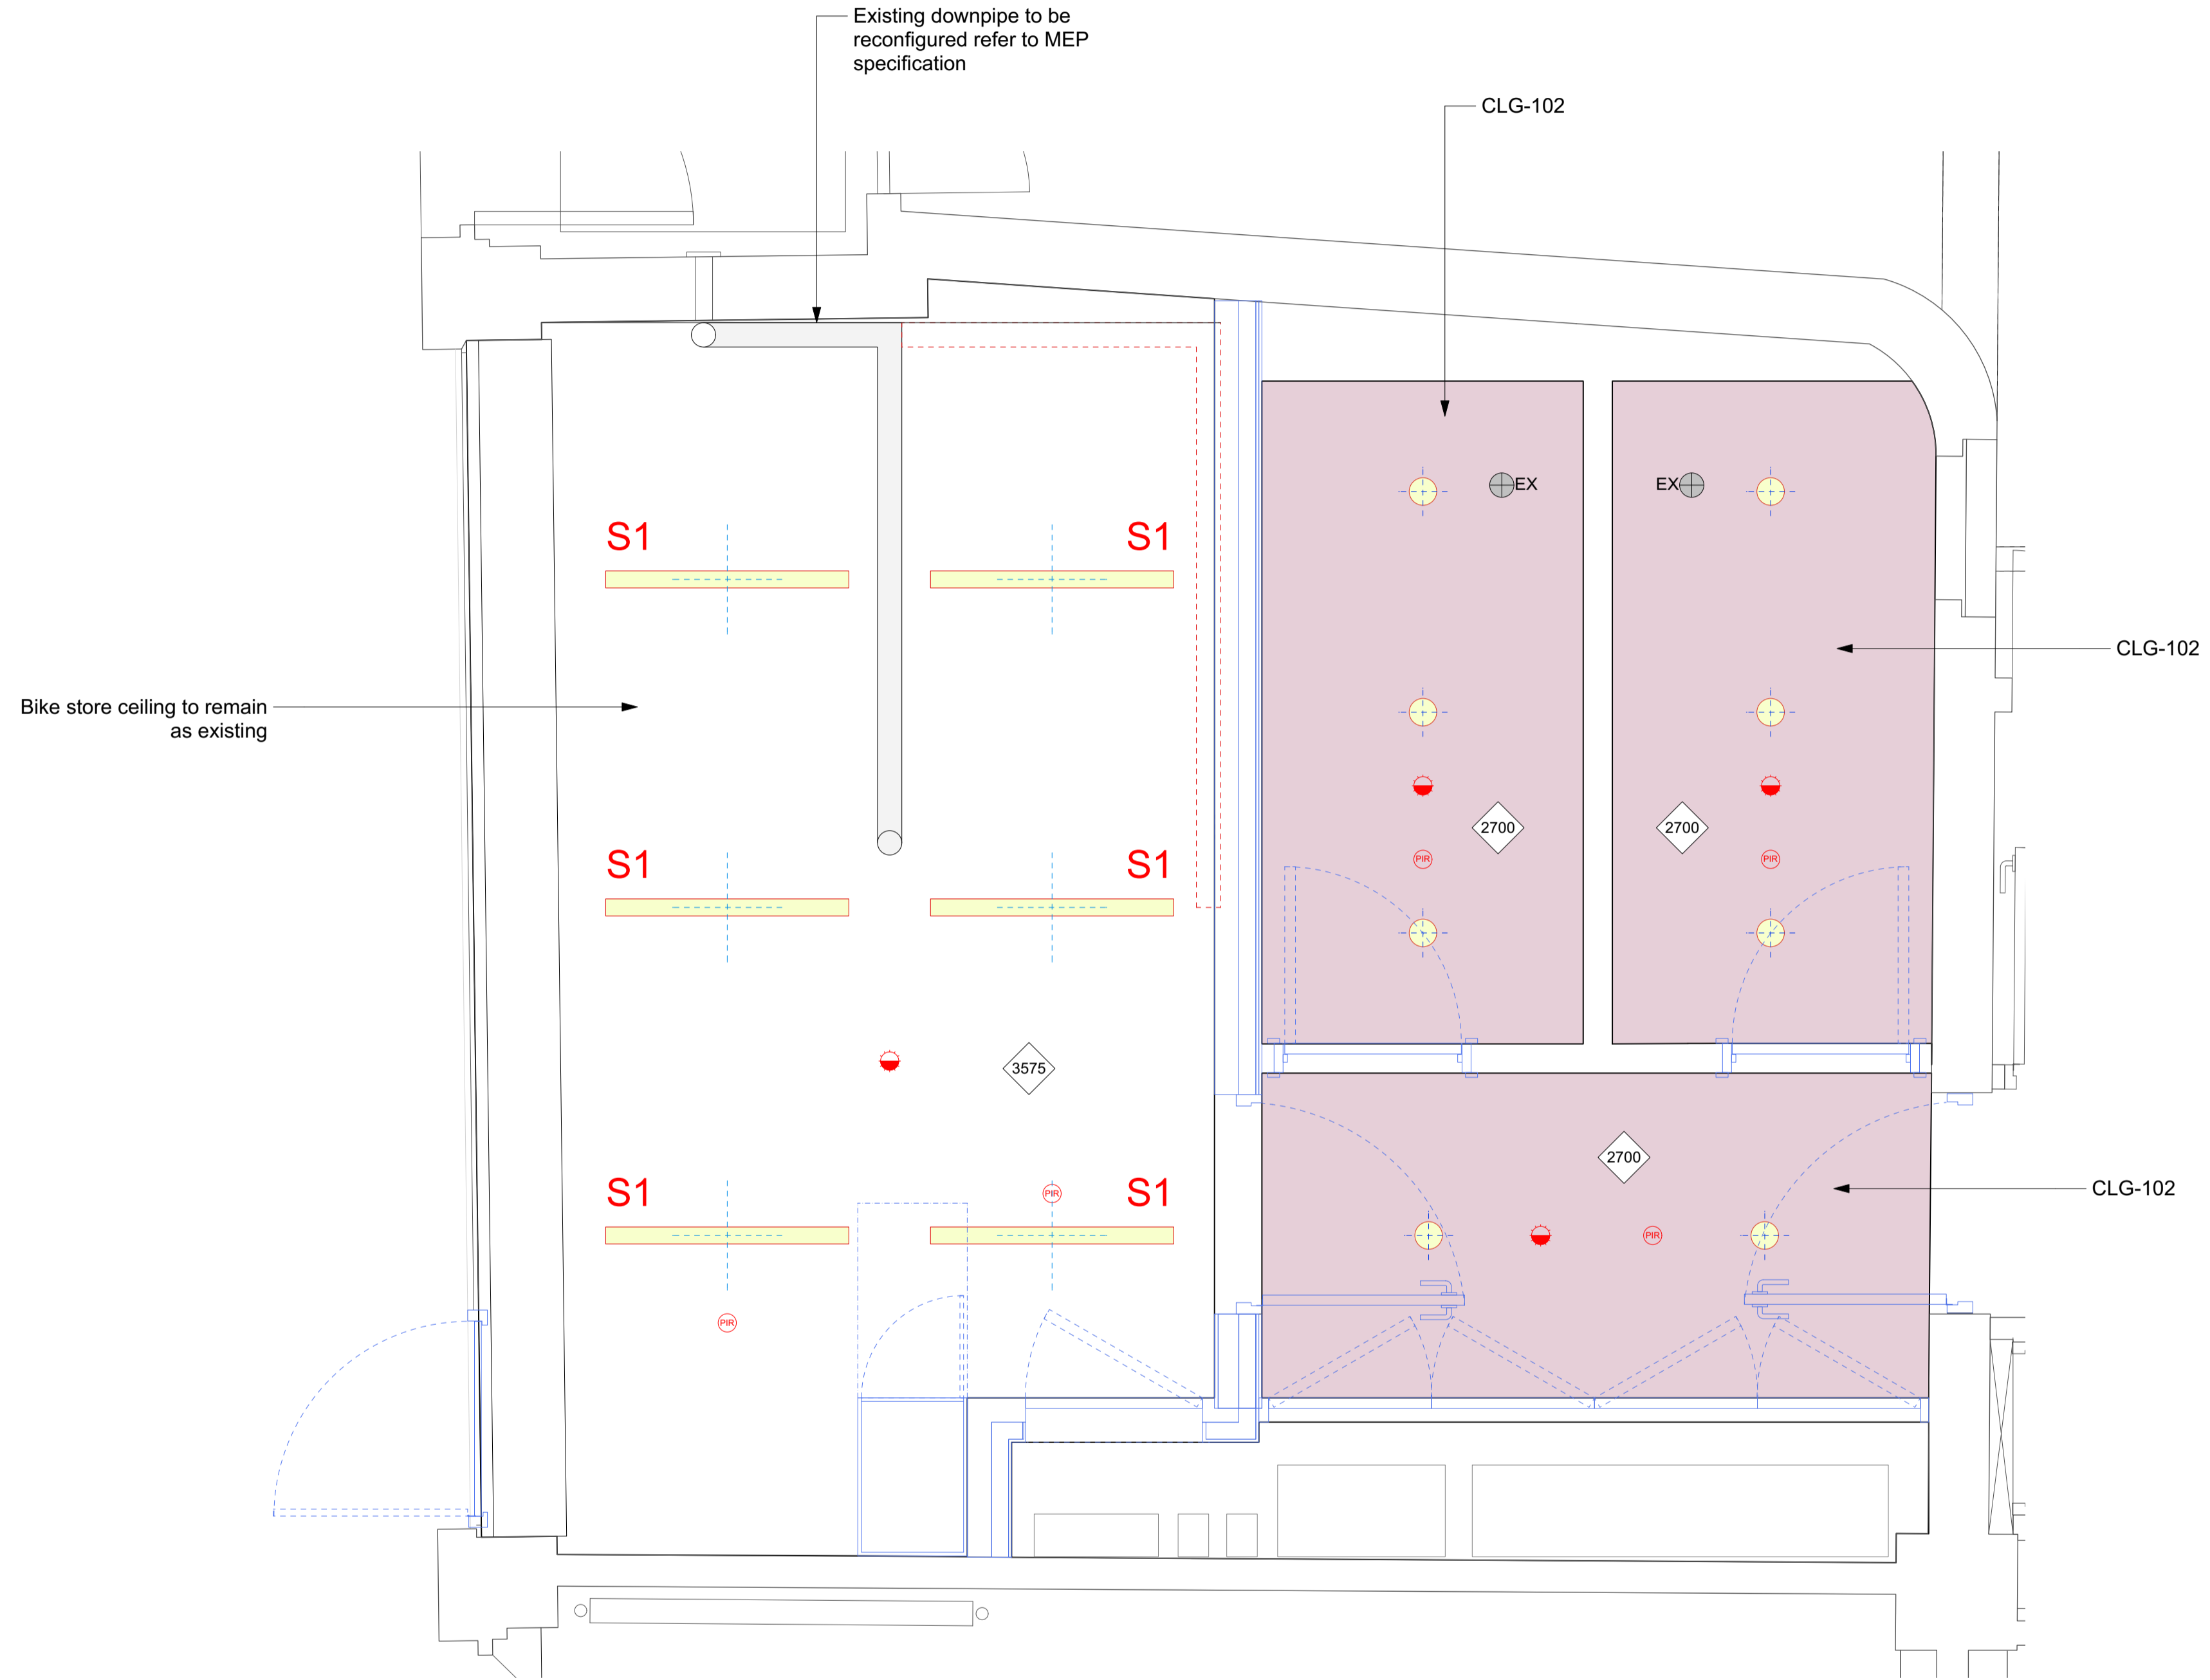 Existing downpipe to be
reconfigured refer to MEP
specification
CLG-102
EX
EX
S1
S1
CLG-102
Bike store ceiling to remain
as existing
2700
2700
S1
S1
PIR
PIR
3575
2700
CLG-102
S1
PIR
S1
PIR
PIR